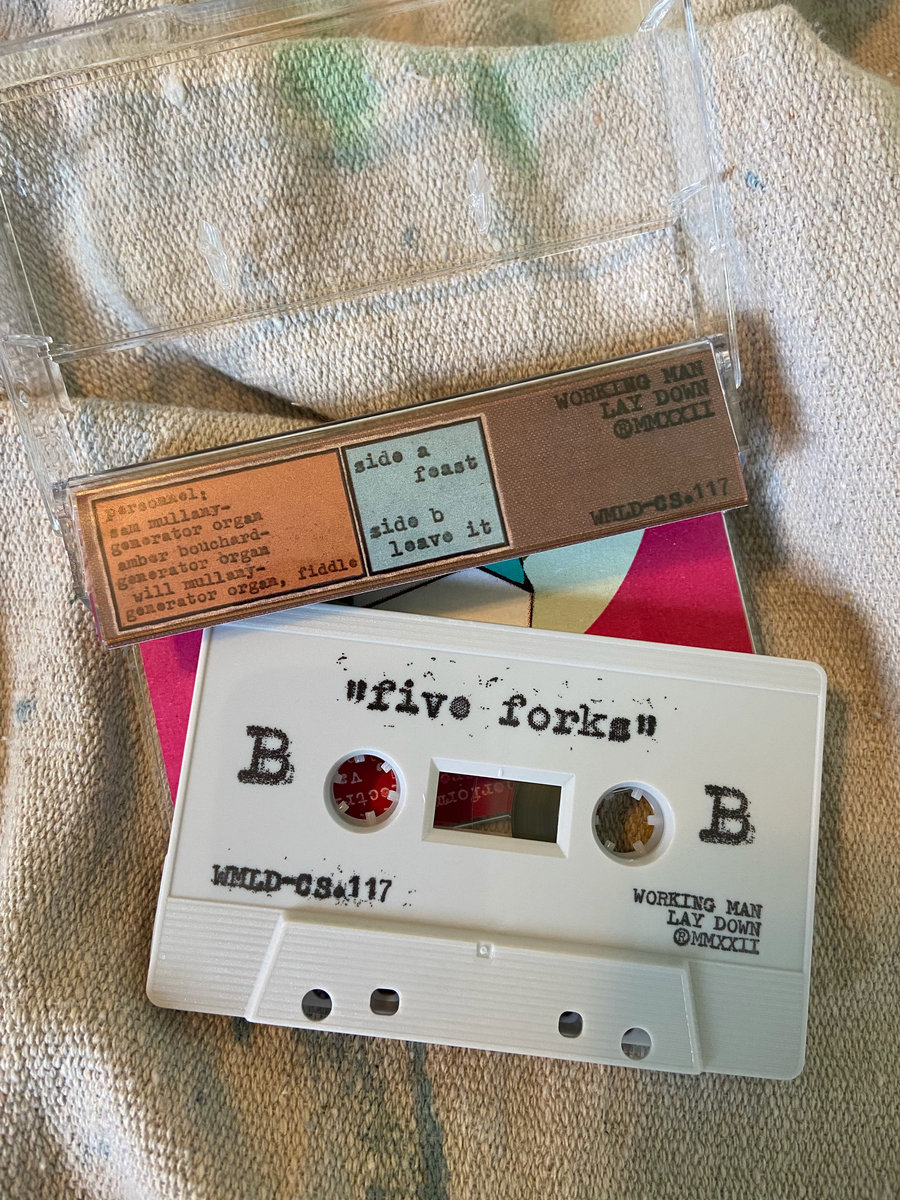 personnel:
sam mullany-
generator organ
amber bouchard-
generator organ
will mullany-
generator organ, fiddle
side a
feast
side b
leave it
WORKING MAN
LAY DOWN
®MMXXII
WMLD-CS.117
"five forks"
B
B
WMLD-CS.117
WORKING MAN
LAY DOWN
®MMXXII